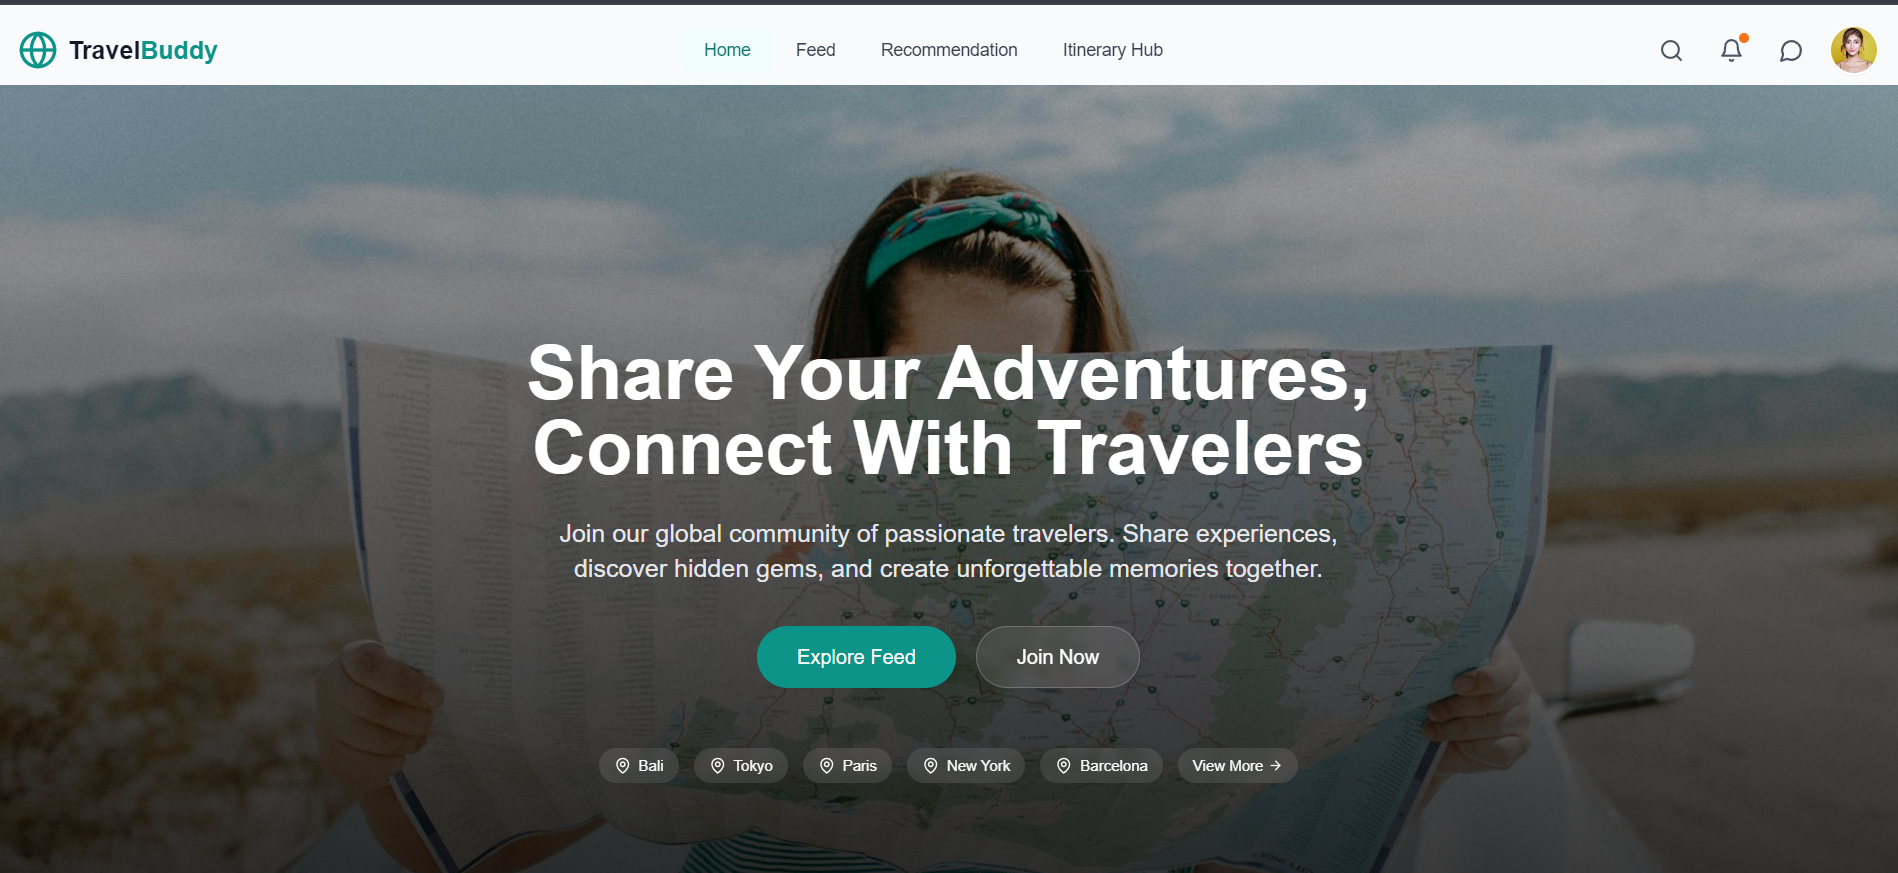 TravelBuddy
Home
Feed
Recommendation
Itinerary Hub
Share Your Adventures,
Connect With Travelers
Join our global community of passionate travelers. Share experiences,
discover hidden gems, and create unforgettable memories together.
Explore Feed
Join Now
Bali
Tokyo
Paris
New York
Barcelona
View More →